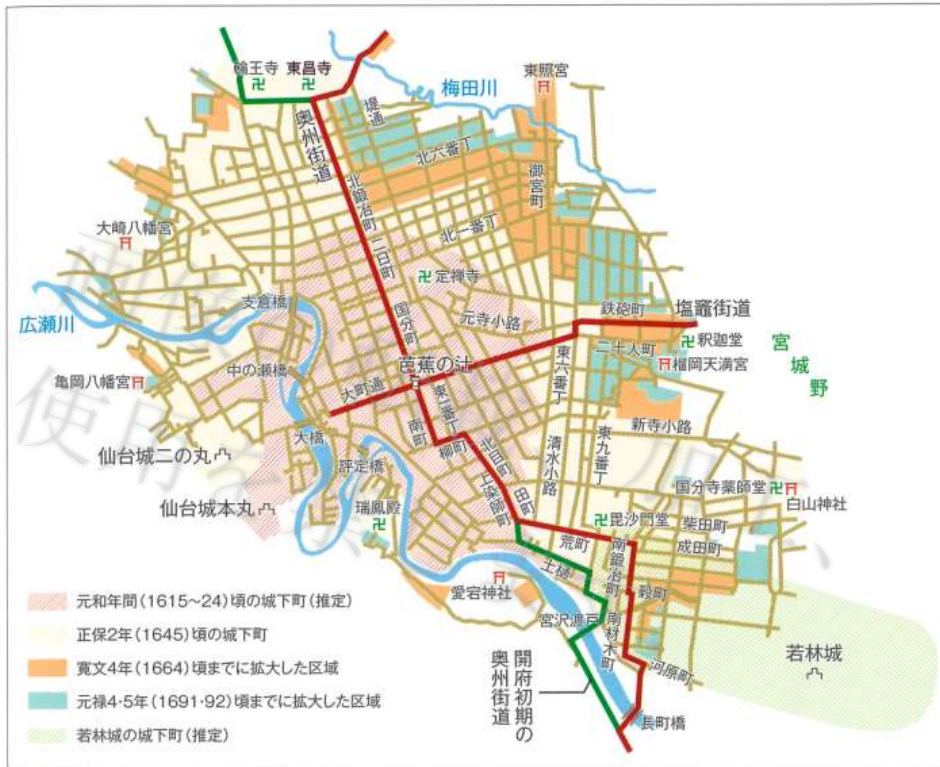 輪王寺
東昌寺
梅田川
東照宮
堤通
奥州街道
北六番丁
御宮町
北鍛冶町
二日町
北一番丁
大崎八幡宮
定禅寺
支倉橋
元寺小路
鉄砲町
塩竈街道
広瀬川
国分町
釈迦堂
二十人町
宮城野
榴岡天満宮
芭蕉の辻
中の瀬橋
亀岡八幡宮
大町通
東一番丁
東六番丁
新寺小路
南町
柳町
大橋
評定橋
北目町
上染師町
田町
清水小路
東九番丁
仙台城二の丸
仙台城本丸
瑞鳳殿
国分寺薬師堂
白山神社
毘沙門堂
柴田町
成田町
荒町
南鍛冶町
土樋
穀町
愛宕神社
宮沢渡戸
南材木町
若林城
河原町
開府初期の
奥州街道
長町橋
元和年間(1615~24)頃の城下町(推定)
正保2年(1645)頃の城下町
寛文4年(1664)頃までに拡大した区域
元禄4・5年(1691・92)頃までに拡大した区域
若林城の城下町(推定)